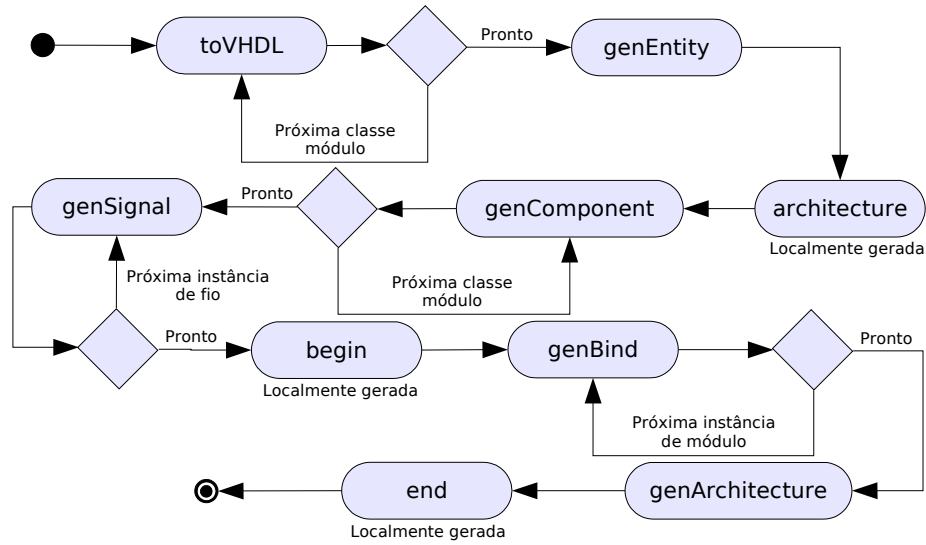 toVHDL
Pronto
genEntity
Próxima classe
módulo
genSignal
Pronto
genComponent
architecture
Localmente gerada
Próxima instância
de fio
Próxima classe
módulo
Pronto
begin
Localmente gerada
genBind
Pronto
Próxima instância
de módulo
end
Localmente gerada
genArchitecture